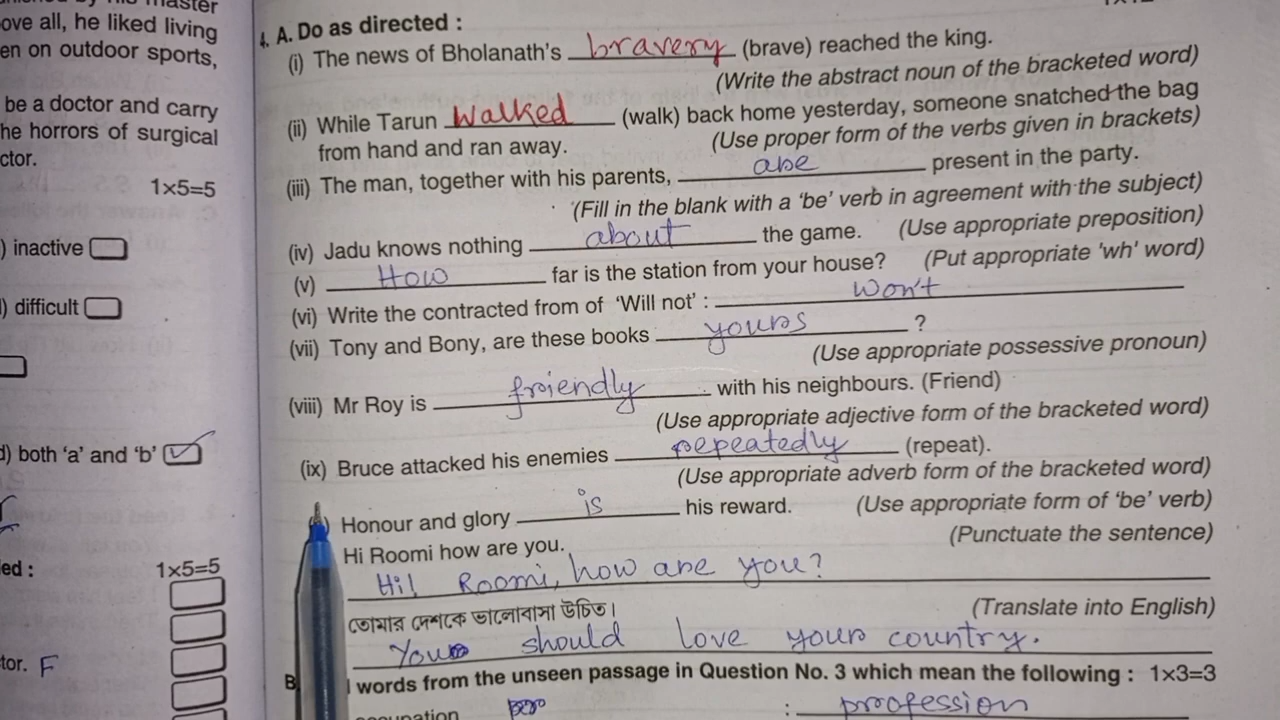 master
ove all, he liked living
en on outdoor sports,
be a doctor and carry
he horrors of surgical
ctor.
1×5=5
) inactive
) difficult
d) both ‘a’ and ‘b’ ✓
ed :
1×5=5
tor. F
4. A. Do as directed :
(i) The news of Bholanath's bravery (brave) reached the king.
(Write the abstract noun of the bracketed word)
(ii) While Tarun walked (walk) back home yesterday, someone snatched the bag
from hand and ran away. (Use proper form of the verbs given in brackets)
(iii) The man, together with his parents, are present in the party.
(Fill in the blank with a ‘be’ verb in agreement with the subject)
(iv) Jadu knows nothing about the game. (Use appropriate preposition)
(v) How far is the station from your house? (Put appropriate 'wh' word)
(vi) Write the contracted from of ‘Will not’ : won't
(vii) Tony and Bony, are these books yours ?
(Use appropriate possessive pronoun)
(viii) Mr Roy is friendly with his neighbours. (Friend)
(Use appropriate adjective form of the bracketed word)
(ix) Bruce attacked his enemies repeatedly (repeat).
(Use appropriate adverb form of the bracketed word)
Honour and glory is his reward. (Use appropriate form of ‘be’ verb)
Hi Roomi how are you. (Punctuate the sentence)
Hi! Roomi, how are you?
তোমার দেশকে ভালোবাসা উচিত। (Translate into English)
You should love your country.
B. words from the unseen passage in Question No. 3 which mean the following : 1×3=3
: profession